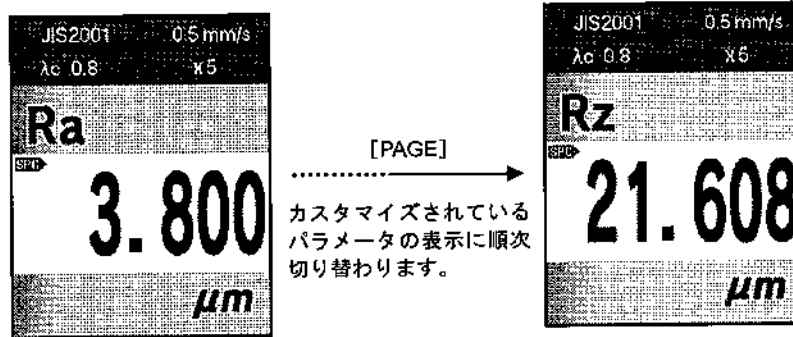 JIS2001 0.5 mm/s
λc 0.8 x5
Ra
SPC
3.800
μm
[PAGE]
カスタマイズされている
パラメータの表示に順次
切り替わります。
JIS2001 0.5 mm/s
λc 0.8 x5
Rz
SPC
21.608
μm